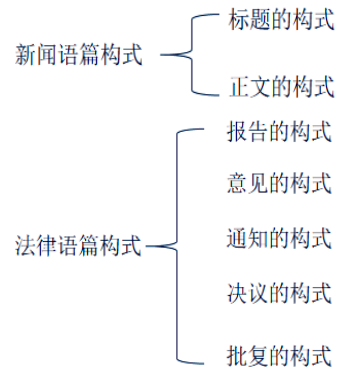 新闻语篇构式
标题的构式
正文的构式
法律语篇构式
报告的构式
意见的构式
通知的构式
决议的构式
批复的构式